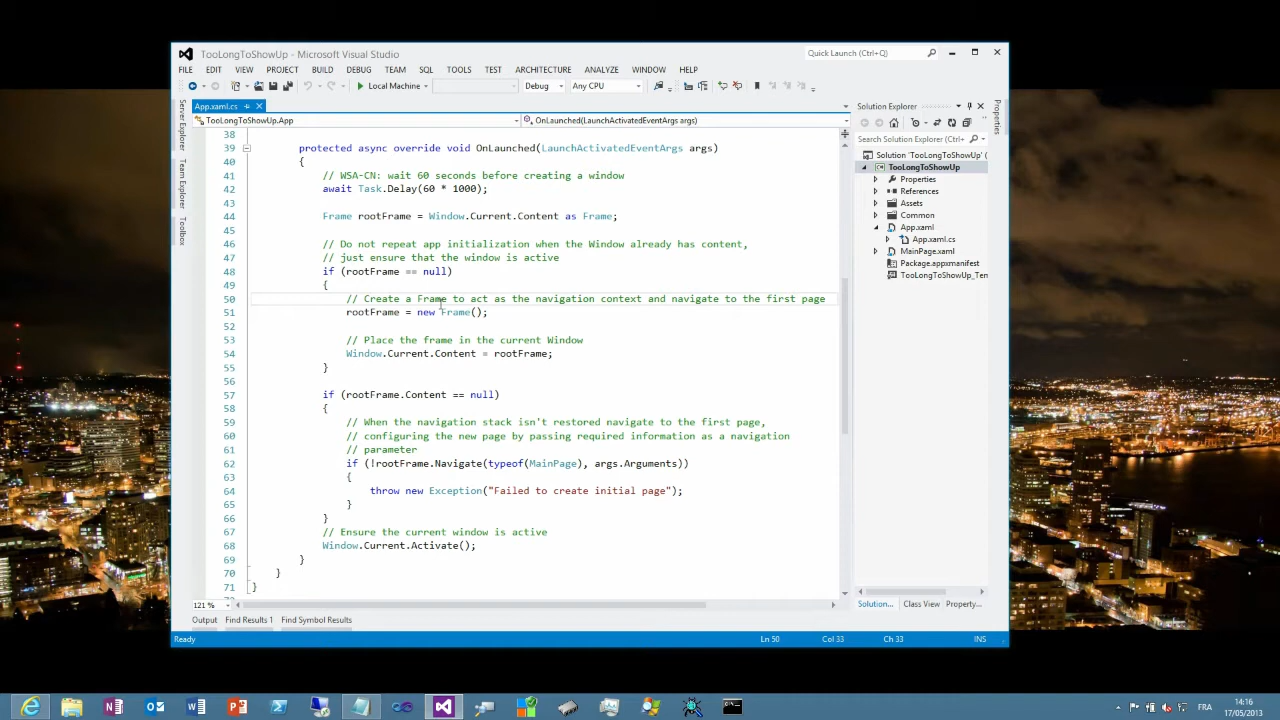 TooLongToShowUp - Microsoft Visual Studio
Quick Launch (Ctrl+Q)
FILE EDIT VIEW PROJECT BUILD DEBUG TEAM SQL TOOLS TEST ARCHITECTURE ANALYZE WINDOW HELP
Local Machine Debug Any CPU
App.xaml.cs
TooLongToShowUp.App
OnLaunched(LaunchActivatedEventArgs args)
Server Explorer
Team Explorer
Toolbox
38
39 protected async override void OnLaunched(LaunchActivatedEventArgs args)
40 {
41 // WSA-CN: wait 60 seconds before creating a window
42 await Task.Delay(60 * 1000);
43
44 Frame rootFrame = Window.Current.Content as Frame;
45
46 // Do not repeat app initialization when the Window already has content,
47 // just ensure that the window is active
48 if (rootFrame == null)
49 {
50 // Create a Frame to act as the navigation context and navigate to the first page
51 rootFrame = new Frame();
52
53 // Place the frame in the current Window
54 Window.Current.Content = rootFrame;
55 }
56
57 if (rootFrame.Content == null)
58 {
59 // When the navigation stack isn't restored navigate to the first page,
60 // configuring the new page by passing required information as a navigation
61 // parameter
62 if (!rootFrame.Navigate(typeof(MainPage), args.Arguments))
63 {
64 throw new Exception("Failed to create initial page");
65 }
66 }
67 // Ensure the current window is active
68 Window.Current.Activate();
69 }
70 }
71 }
121 %
Output Find Results 1 Find Symbol Results
Solution Explorer
Search Solution Explorer (Ctrl+
Solution 'TooLongToShowUp' (
TooLongToShowUp
Properties
References
Assets
Common
App.xaml
App.xaml.cs
MainPage.xaml
Package.appxmanifest
TooLongToShowUp_Tem
Solution... Class View Property...
Properties
Ready Ln 50 Col 33 Ch 33 INS
FRA
14:16
17/05/2013